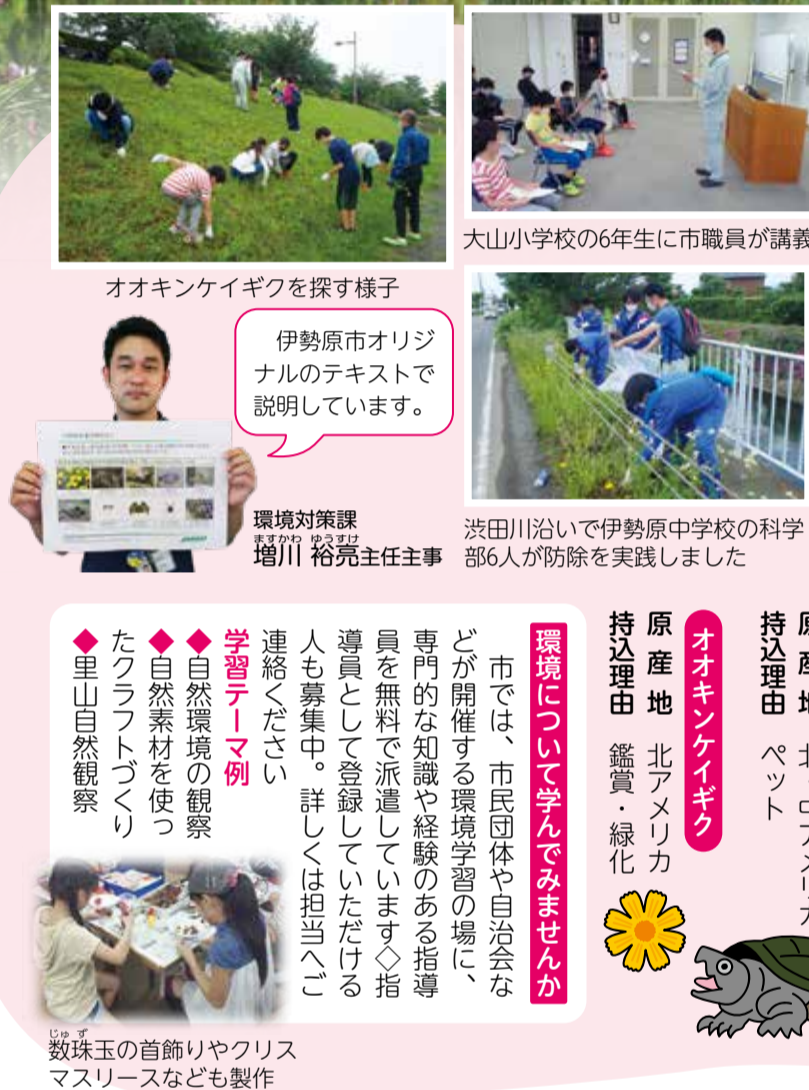 オオキンケイギクを探す様子
大山小学校の6年生に市職員が講義
伊勢原市オリジ
ナルのテキストで
説明しています。
環境対策課
ますかわ ゆうすけ
増川 裕亮主任主事
渋田川沿いで伊勢原中学校の科学
部6人が防除を実践しました
原産地 北・中アメリカ
持込理由 ペット
オオキンケイギク
原産地 北アメリカ
持込理由 鑑賞・緑化
環境について学んでみませんか
市では、市民団体や自治会な
どが開催する環境学習の場に、
専門的な知識や経験のある指導
員を無料で派遣しています◇指
導員として登録していただける
人も募集中。詳しくは担当へご
連絡ください
学習テーマ例
◆自然環境の観察
◆自然素材を使っ
たクラフトづくり
◆里山自然観察
じゅず
数珠玉の首飾りやクリス
マスリースなども製作